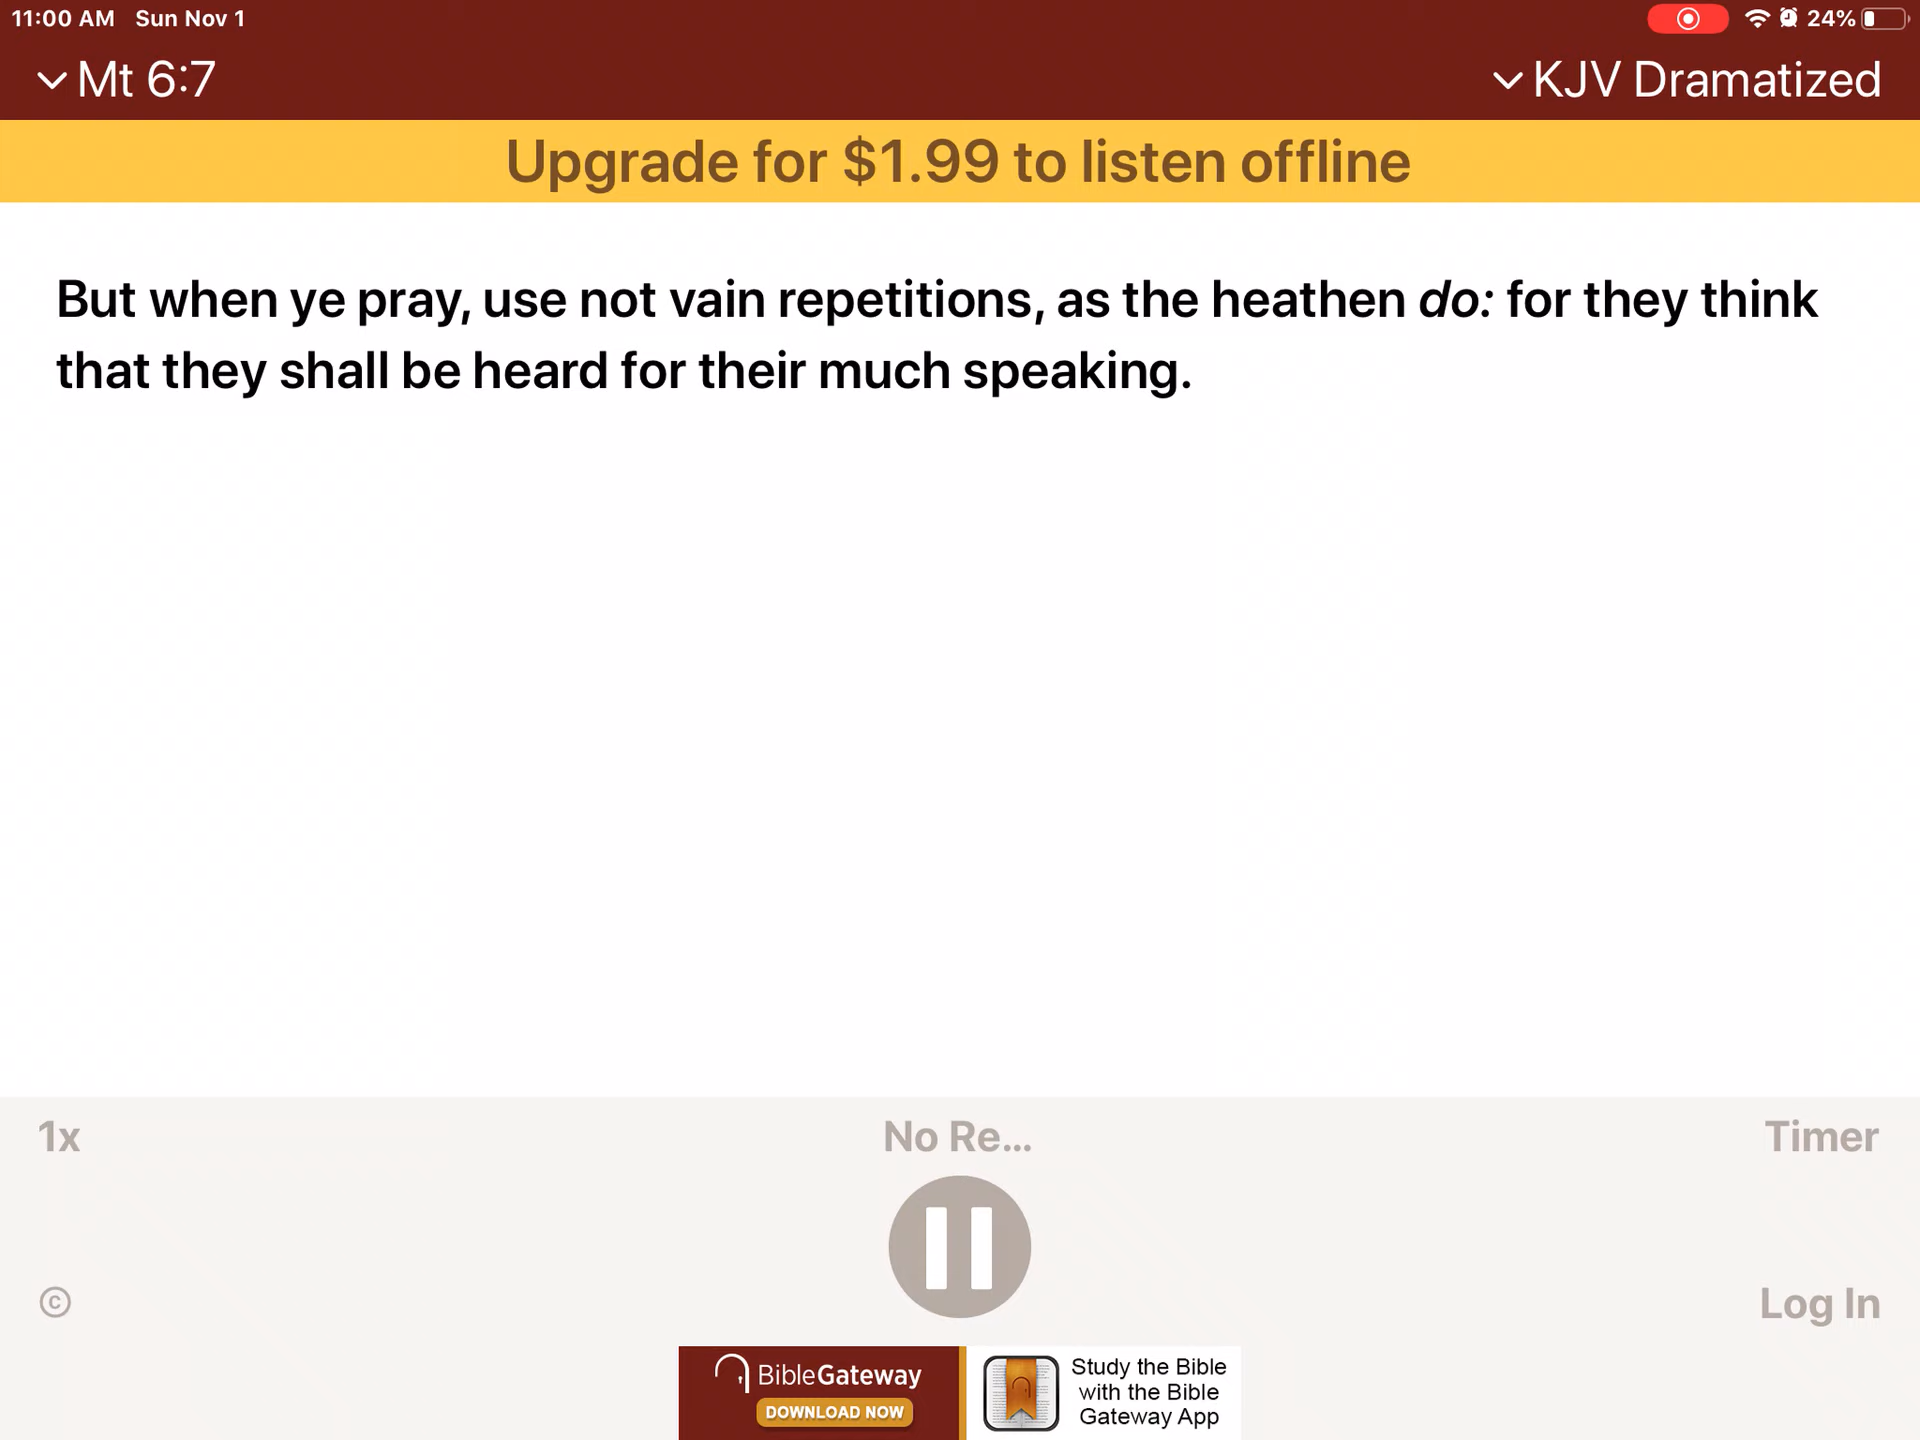 11:00 AM Sun Nov 1
24%
Mt 6:7
KJV Dramatized
Upgrade for $1.99 to listen offline
But when ye pray, use not vain repetitions, as the heathen do: for they think
that they shall be heard for their much speaking.
1x
No Re...
Timer
©
Log In
BibleGateway
DOWNLOAD NOW
Study the Bible
with the Bible
Gateway App